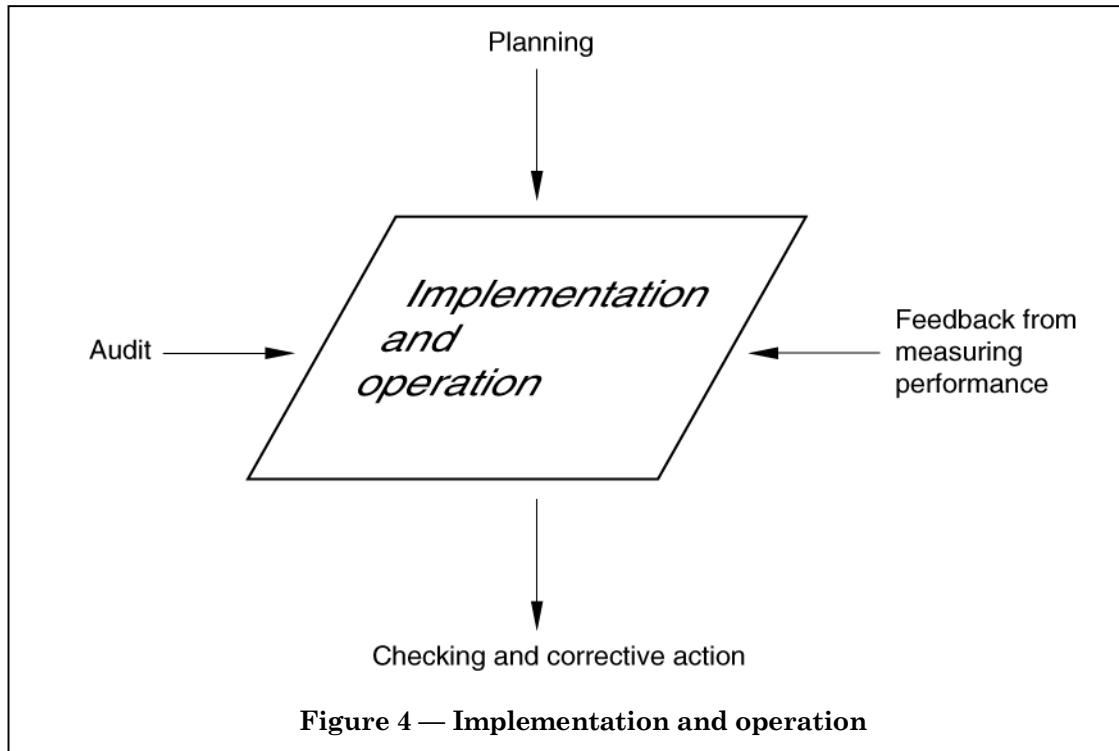 Planning
Implementation
and
operation
Audit
Feedback from
measuring
performance
Checking and corrective action
Figure 4 — Implementation and operation